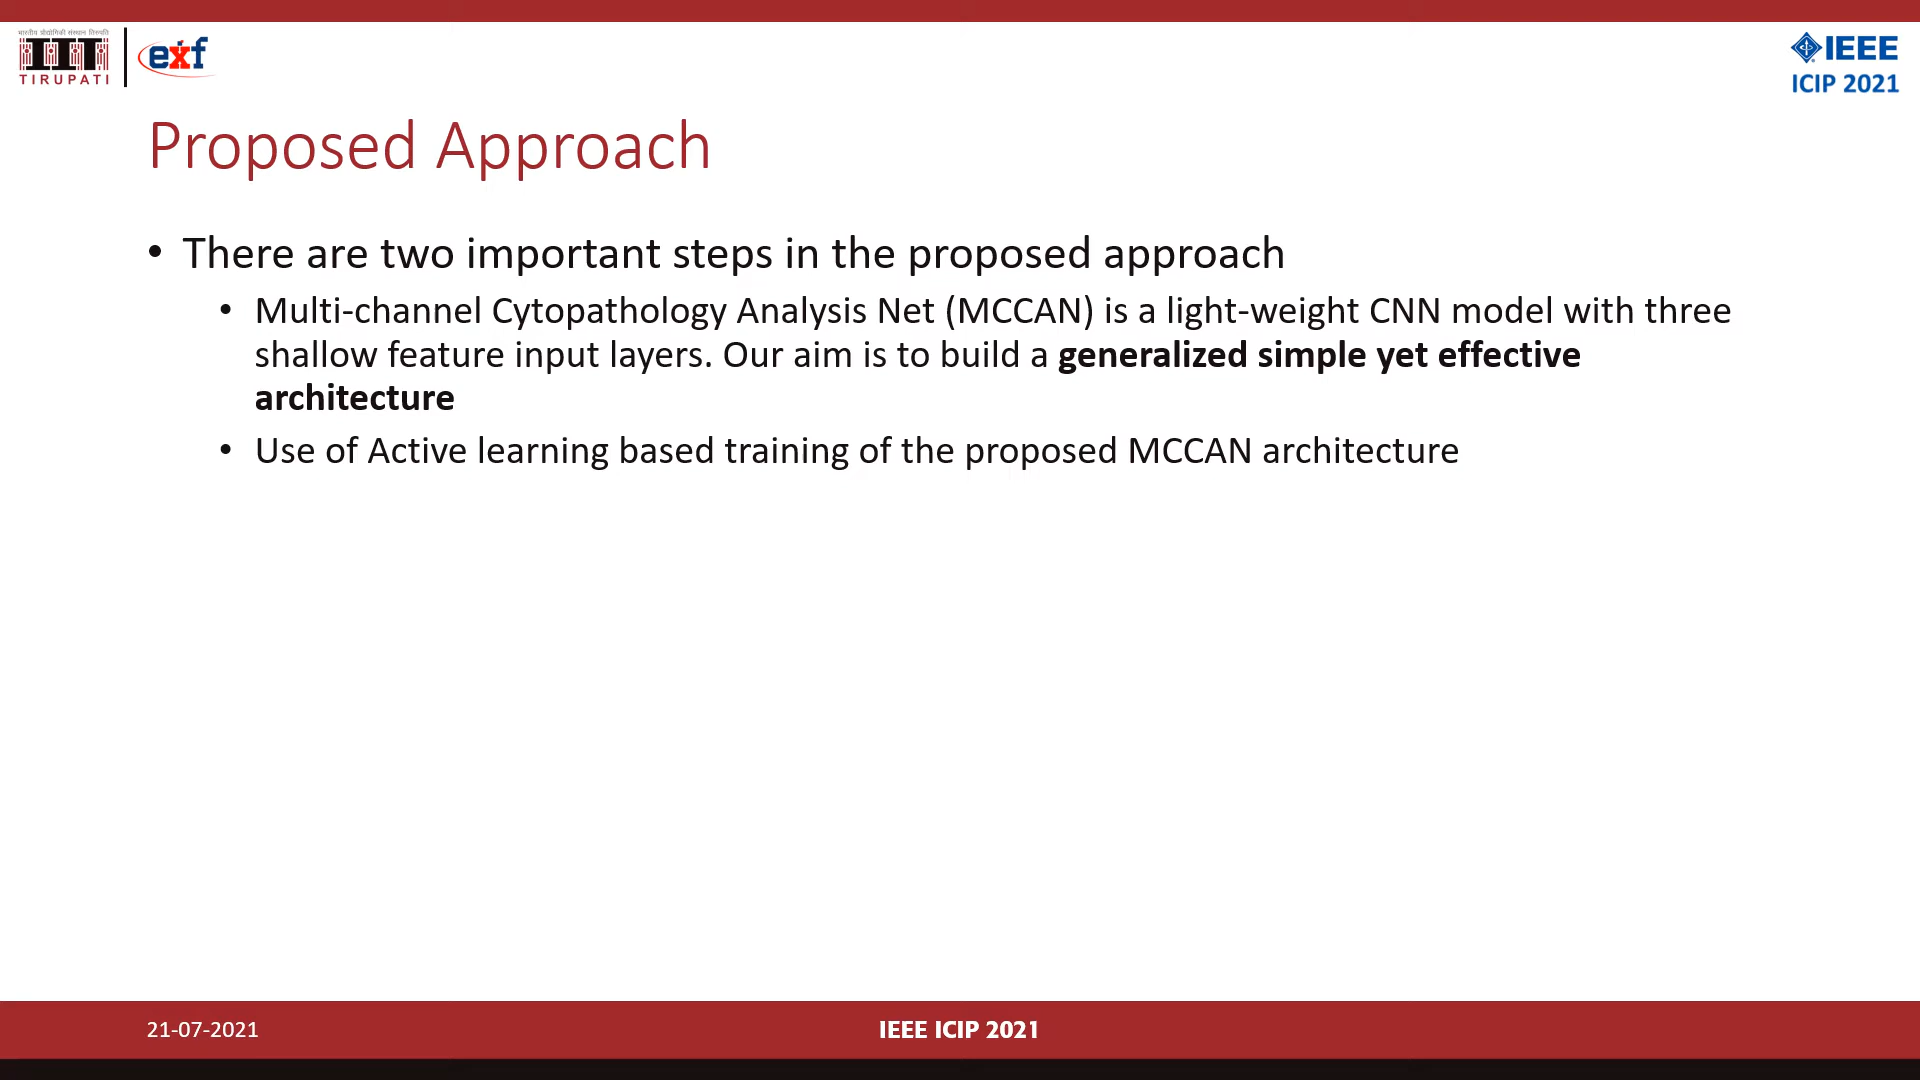 भारतीय प्रौद्योगिकी संस्थान तिरुपति
IIT
TIRUPATI
exf
IEEE
ICIP 2021
Proposed Approach
• There are two important steps in the proposed approach
• Multi-channel Cytopathology Analysis Net (MCCAN) is a light-weight CNN model with three
shallow feature input layers. Our aim is to build a generalized simple yet effective
architecture
• Use of Active learning based training of the proposed MCCAN architecture
21-07-2021
IEEE ICIP 2021